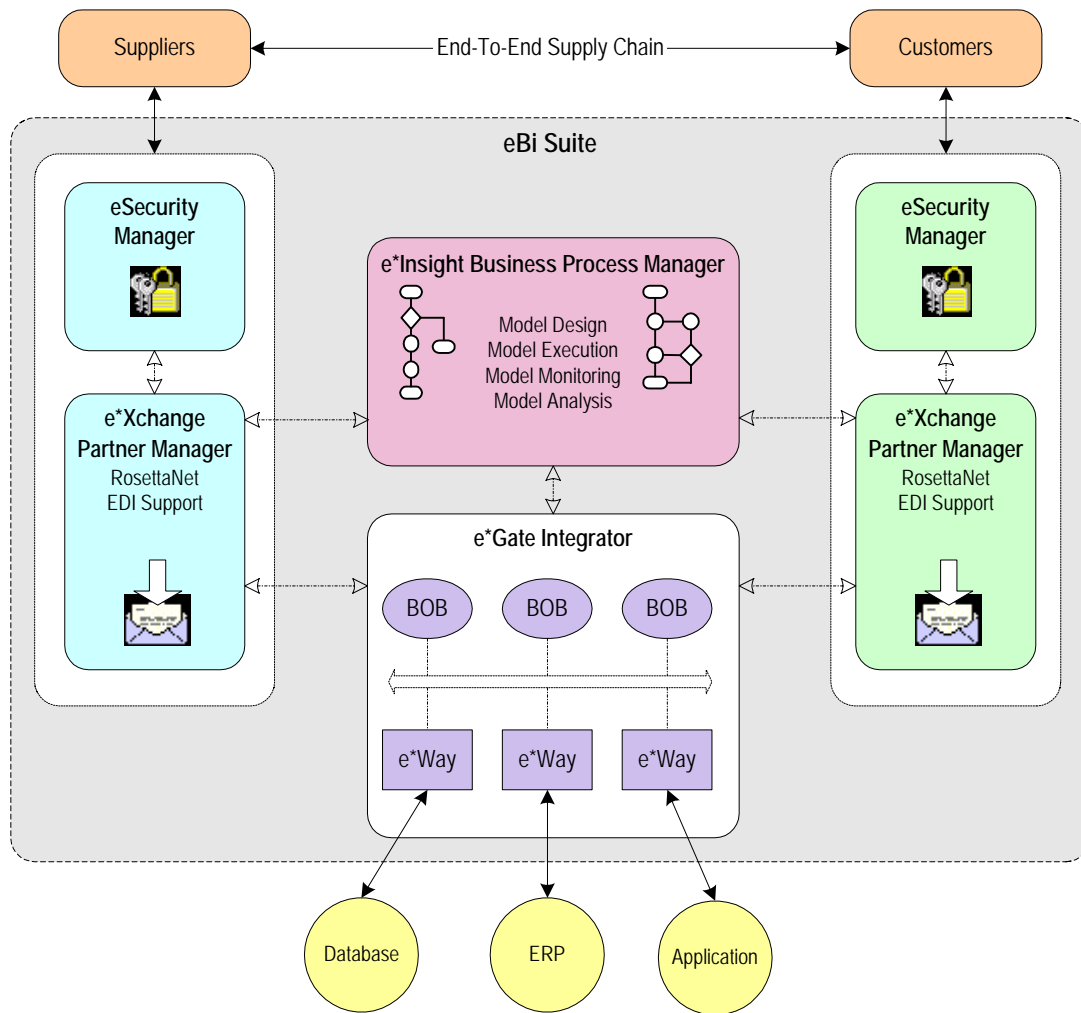 Suppliers
End-To-End Supply Chain
Customers
eBi Suite
eSecurity
Manager
e*Xchange
Partner Manager
RosettaNet
EDI Support
e*Insight Business Process Manager
Model Design
Model Execution
Model Monitoring
Model Analysis
eSecurity
Manager
e*Xchange
Partner Manager
RosettaNet
EDI Support
e*Gate Integrator
BOB
BOB
BOB
e*Way
e*Way
e*Way
Database
ERP
Application